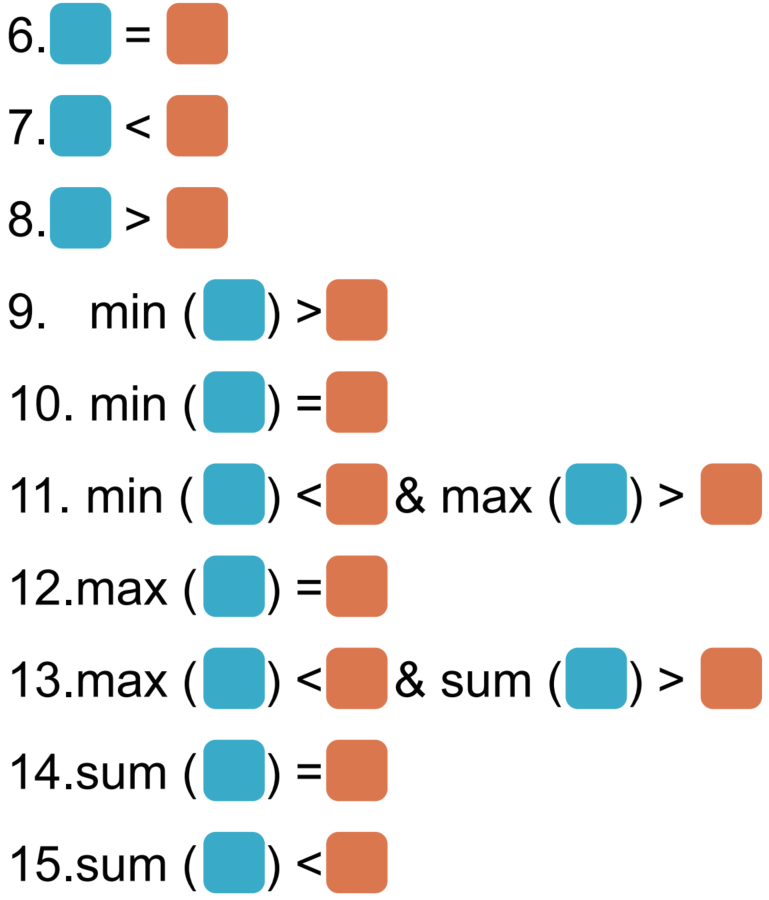 6. =
7. <
8. >
9. min ( ) >
10. min ( ) =
11. min ( ) < & max ( ) >
12.max ( ) =
13.max ( ) < & sum ( ) >
14.sum ( ) =
15.sum ( ) <